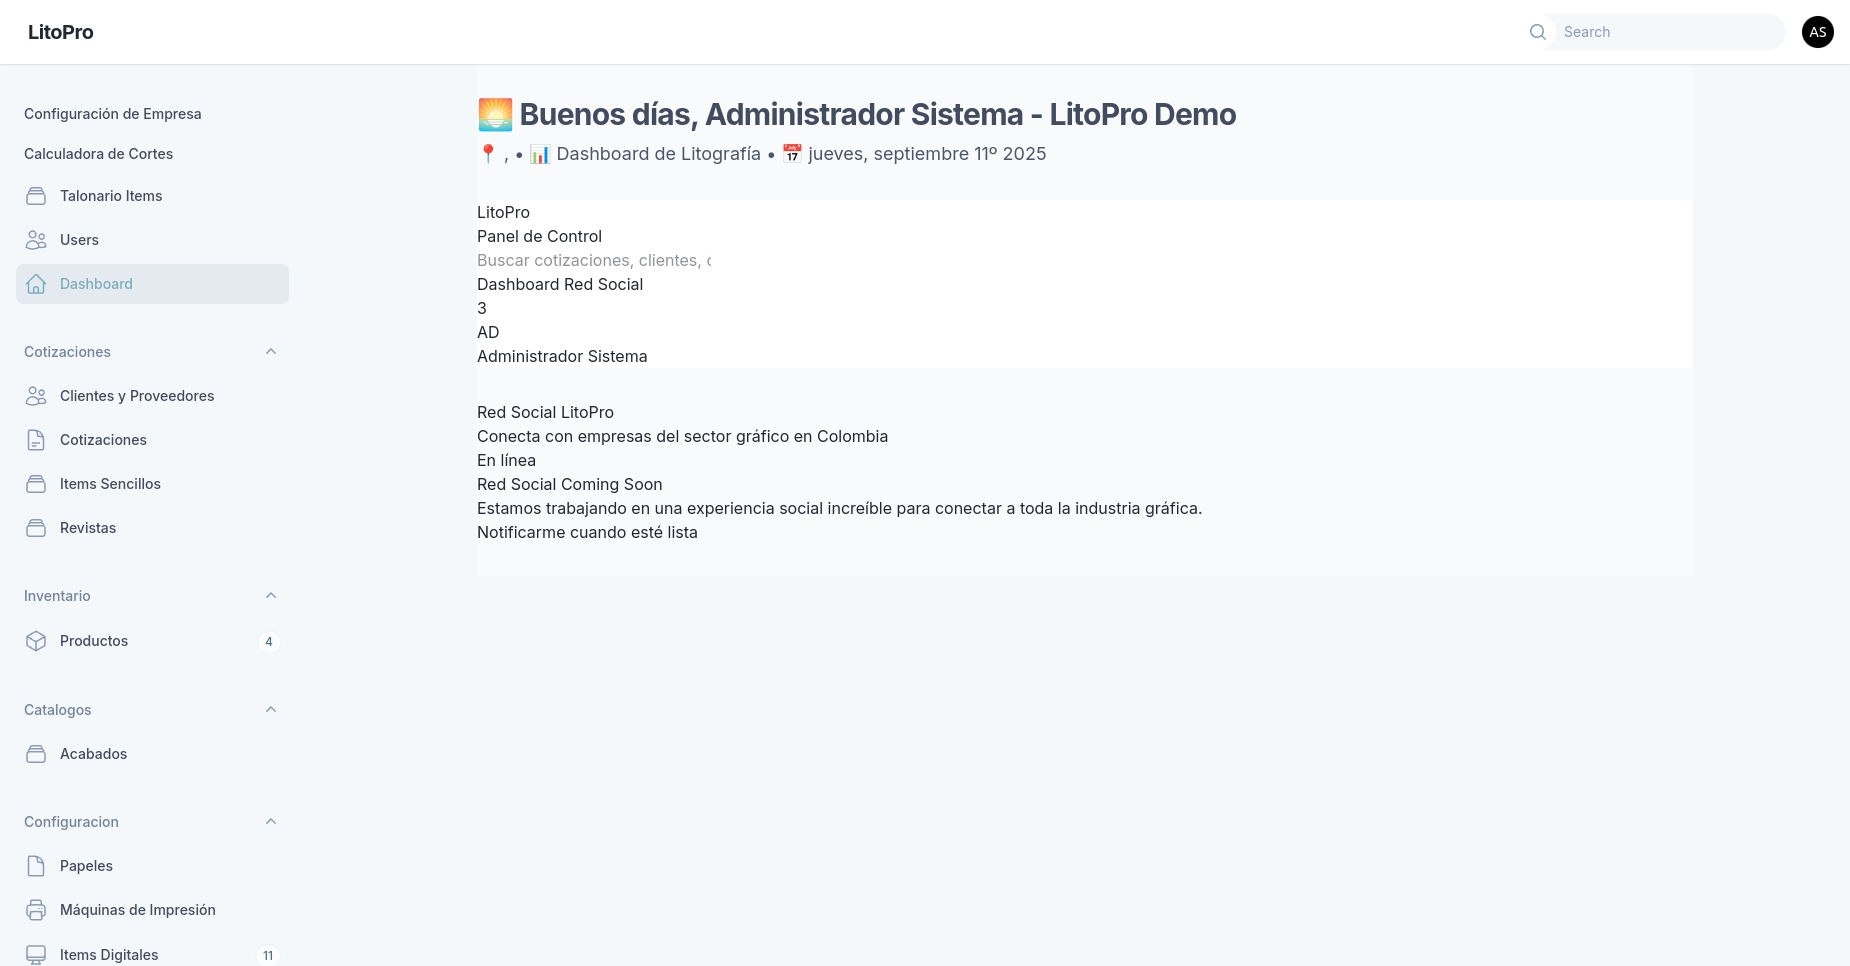 LitoPro
Search
AS
Configuración de Empresa
Calculadora de Cortes
Talonario Items
Users
Dashboard
Cotizaciones
Clientes y Proveedores
Cotizaciones
Items Sencillos
Revistas
Inventario
Productos 4
Catalogos
Acabados
Configuracion
Papeles
Máquinas de Impresión
Items Digitales 11
🌅 Buenos días, Administrador Sistema - LitoPro Demo
📍 , • 📊 Dashboard de Litografía • 📅 jueves, septiembre 11º 2025
LitoPro
Panel de Control
Buscar cotizaciones, clientes,
Dashboard Red Social
3
AD
Administrador Sistema
Red Social LitoPro
Conecta con empresas del sector gráfico en Colombia
En línea
Red Social Coming Soon
Estamos trabajando en una experiencia social increíble para conectar a toda la industria gráfica.
Notificarme cuando esté lista